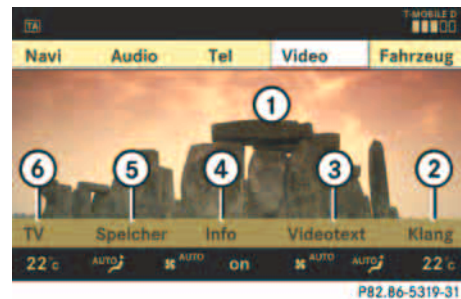 TA T-MOBILE D
Navi Audio Tel Video Fahrzeug
1
6 5 4 3 2
TV Speicher Info Videotext Klang
22°c AUTO AUTO on AUTO AUTO 22°c
P82.86-5319-31